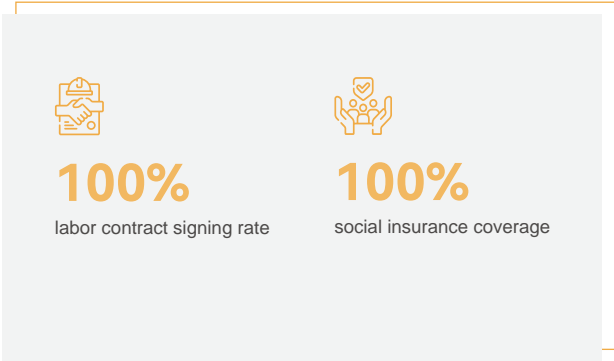 100%
labor contract signing rate
100%
social insurance coverage